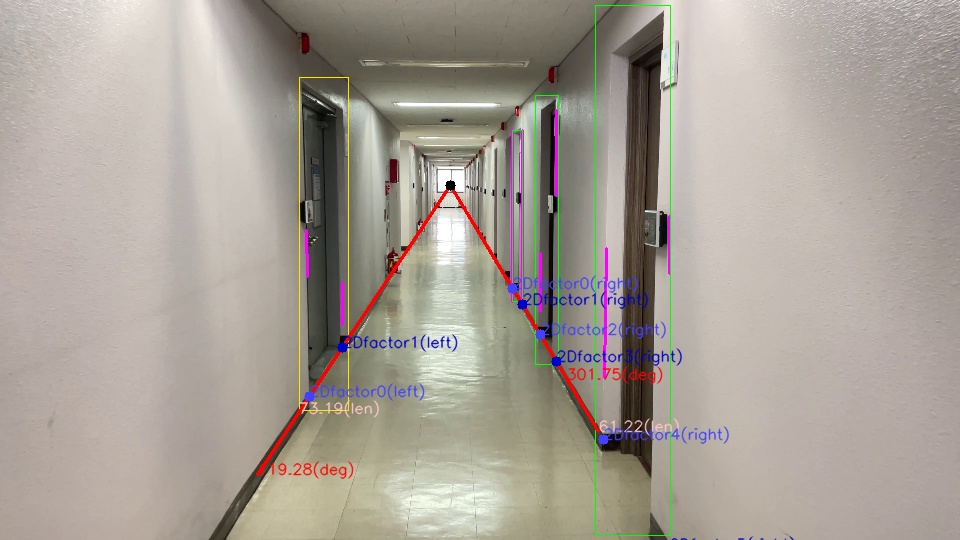 2Dfactor0(right)
2Dfactor1(right)
2Dfactor2(right)
2Dfactor1(left)
2Dfactor3(right)
301.75(deg)
2Dfactor0(left)
73.19(len)
61.22(len)
2Dfactor4(right)
19.28(deg)